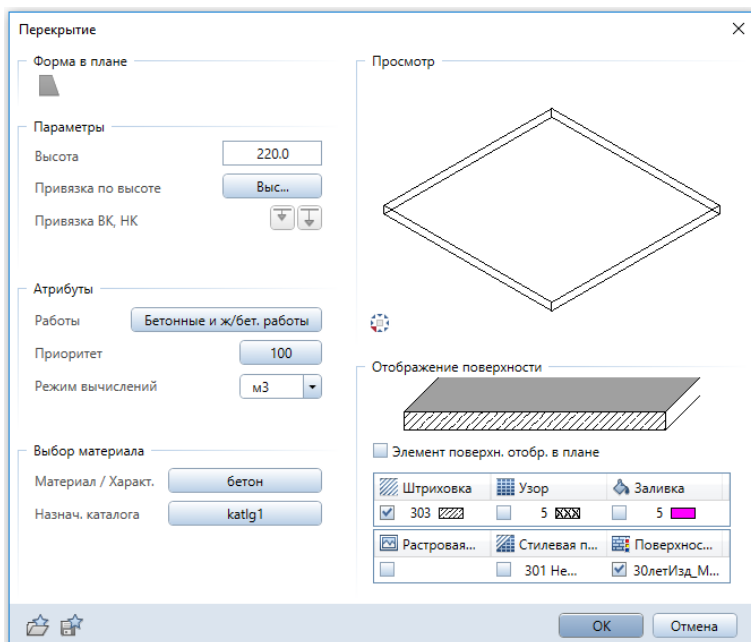 Перекрытие
Форма в плане
Параметры
Высота 220.0
Привязка по высоте Выс...
Привязка ВК, НК
Атрибуты
Работы Бетонные и ж/бет. работы
Приоритет 100
Режим вычислений м3
Выбор материала
Материал / Характ. бетон
Назнач. каталога katlg1
Просмотр
Отображение поверхности
Элемент поверхн. отобр. в плане
Штриховка Узор Заливка
303 5 5
Растровая... Стилевая п... Поверхнос...
301 Не... 30летИзд_М...
OK Отмена